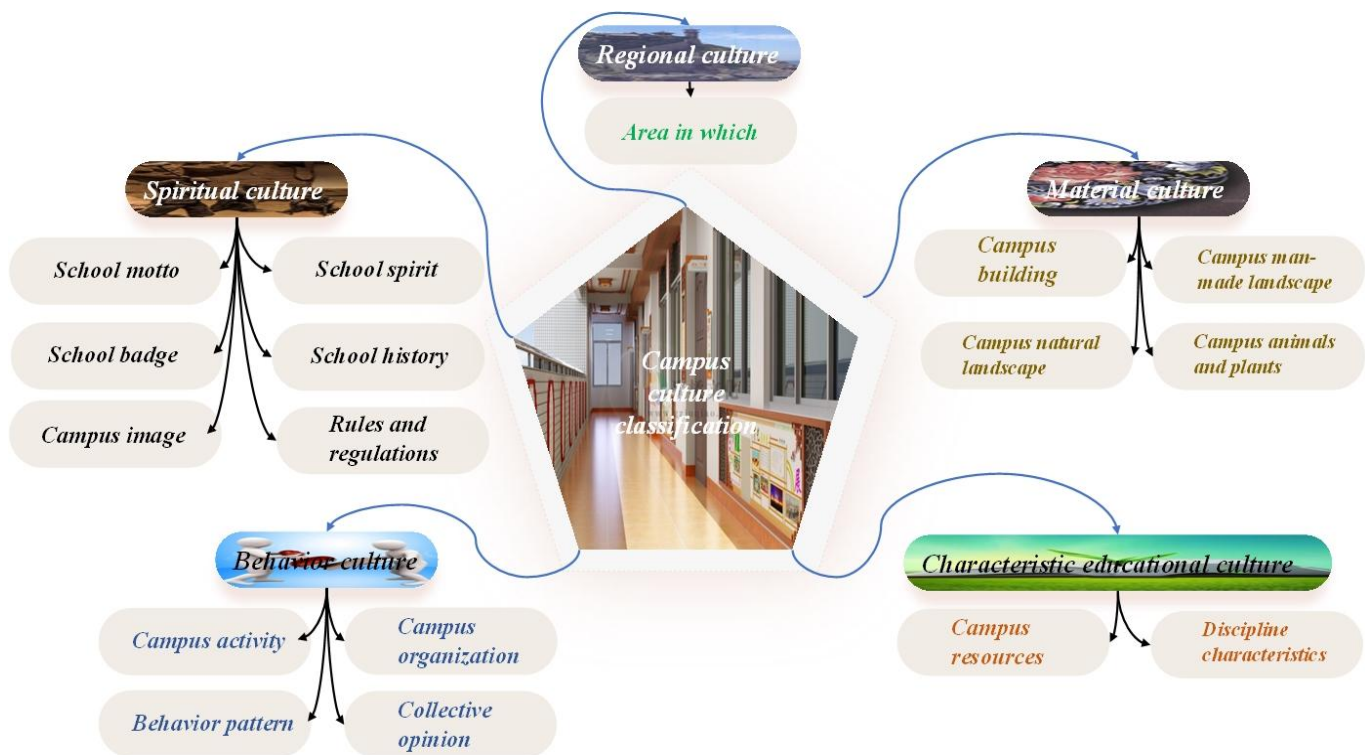 Regional culture
Area in which
Spiritual culture
School motto
School spirit
School badge
School history
Campus image
Rules and
regulations
Material culture
Campus
building
Campus man-
made landscape
Campus natural
landscape
Campus animals
and plants
Campus
culture
classification
Behavior culture
Campus activity
Campus
organization
Behavior pattern
Collective
opinion
Characteristic educational culture
Campus
resources
Discipline
characteristics